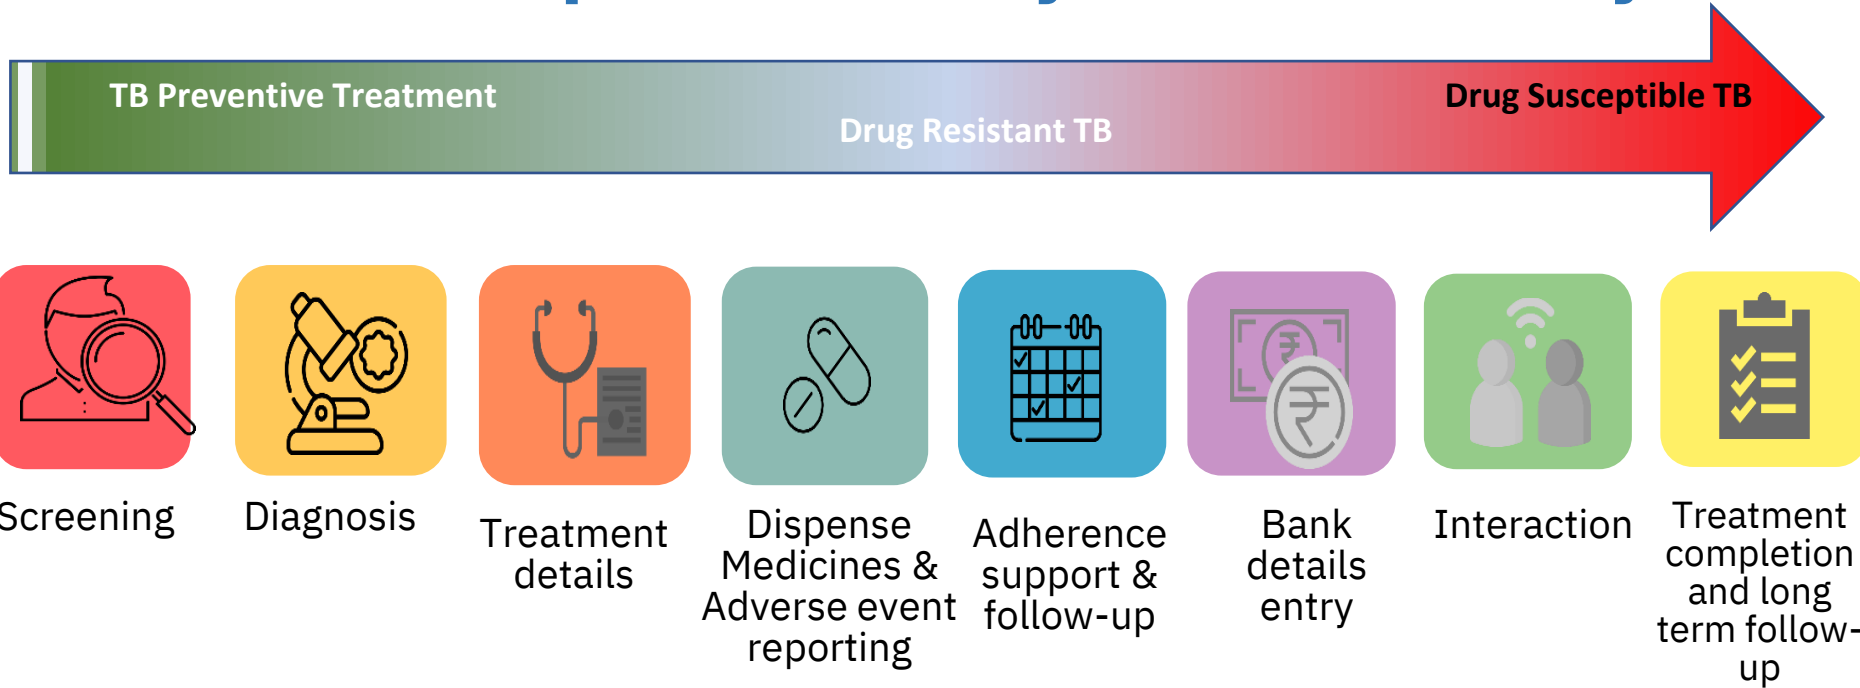 TB Preventive Treatment
Drug Resistant TB
Drug Susceptible TB
Screening
Diagnosis
Treatment
details
Dispense
Medicines &
Adverse event
reporting
Adherence
support &
follow-up
Bank
details
entry
Interaction
Treatment
completion
and long
term follow-
up